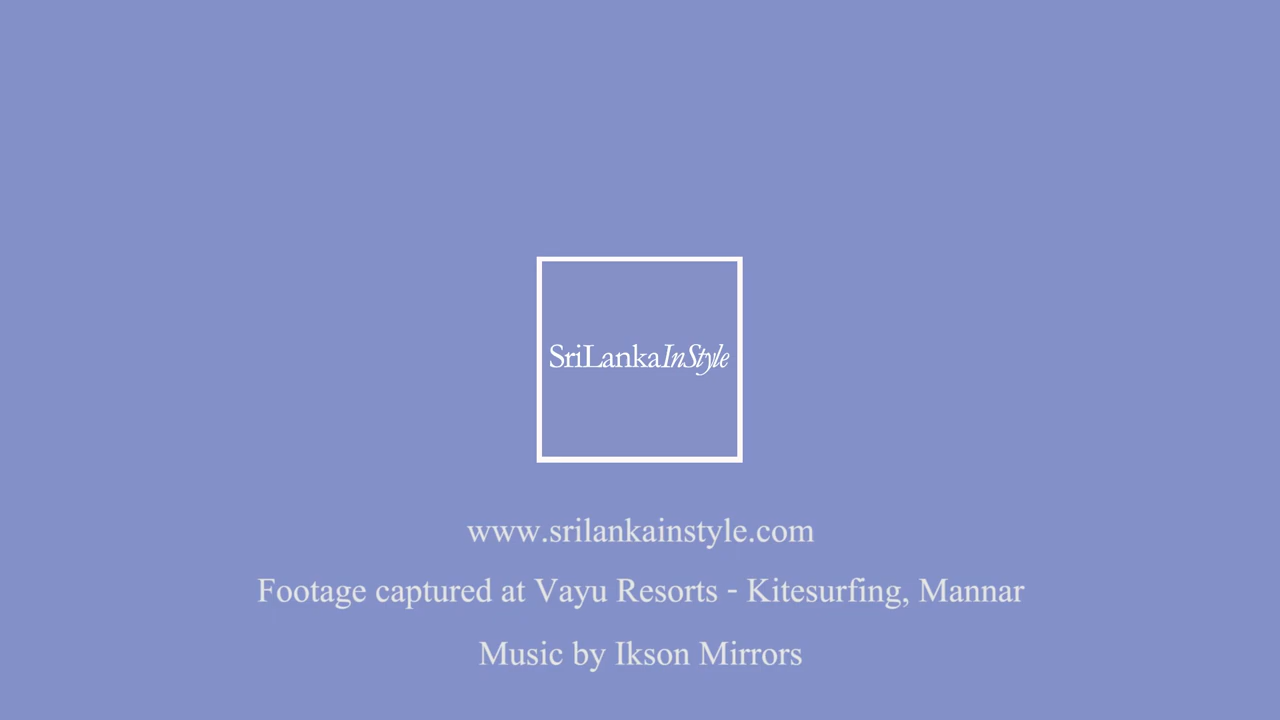 SriLankaInStyle
www.srilankainstyle.com
Footage captured at Vayu Resorts - Kitesurfing, Mannar
Music by Ikson Mirrors